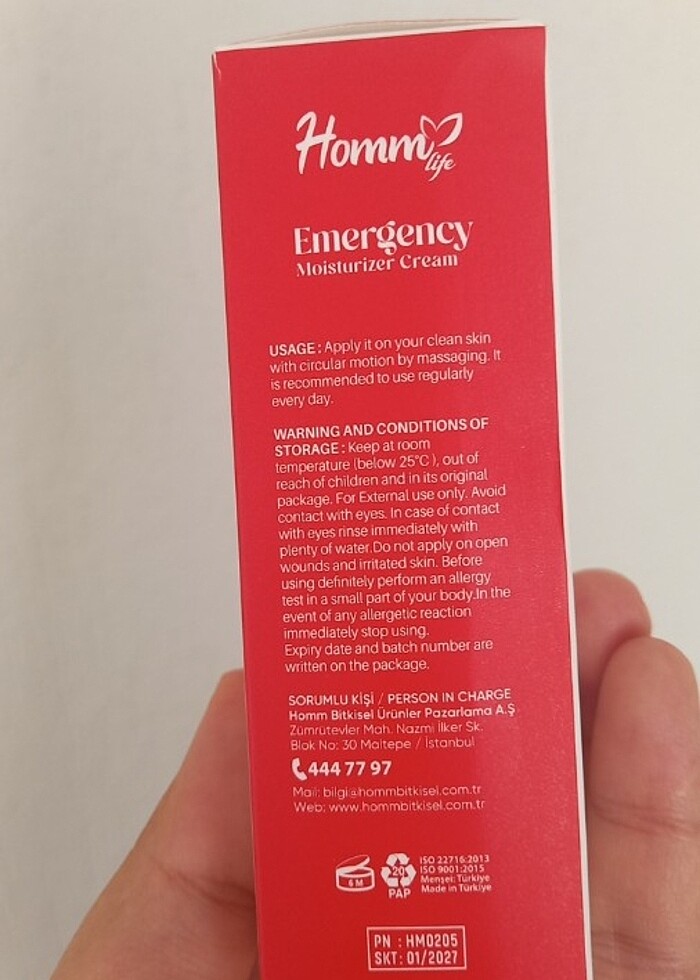 Homm life
Emergency
Moisturizer Cream
USAGE : Apply it on your clean skin
with circular motion by massaging. It
is recommended to use regularly
every day.
WARNING AND CONDITIONS OF
STORAGE : Keep at room
temperature (below 25°C ), out of
reach of children and in its original
package. For External use only. Avoid
contact with eyes. In case of contact
with eyes rinse immediately with
plenty of water.Do not apply on open
wounds and irritated skin. Before
using definitely perform an allergy
test in a small part of your body.In the
event of any allergetic reaction
immediately stop using.
Expiry date and batch number are
written on the package.
SORUMLU KİŞİ / PERSON IN CHARGE
Homm Bitkisel Ürünler Pazarlama A.Ş
Zümrütevler Mah. Nazmi İlker Sk.
Blok No: 30 Maltepe / İstanbul
444 77 97
Mail: bilgi@hommbitkisel.com.tr
Web: www.hommbitkisel.com.tr
6 M
20
PAP
ISO 22716:2013
ISO 9001:2015
Menşei: Türkiye
Made in Türkiye
PN : HM0205
SKT : 01/2027